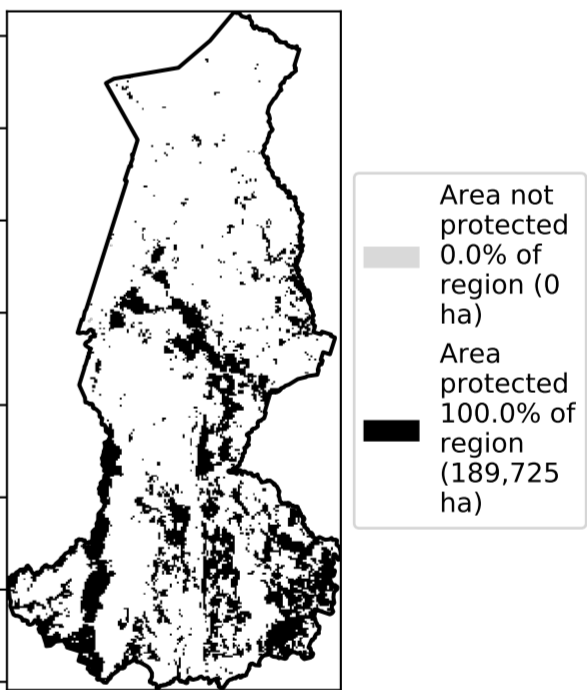 Area not
protected
0.0% of
region (0
ha)
Area
protected
100.0% of
region
(189,725
ha)